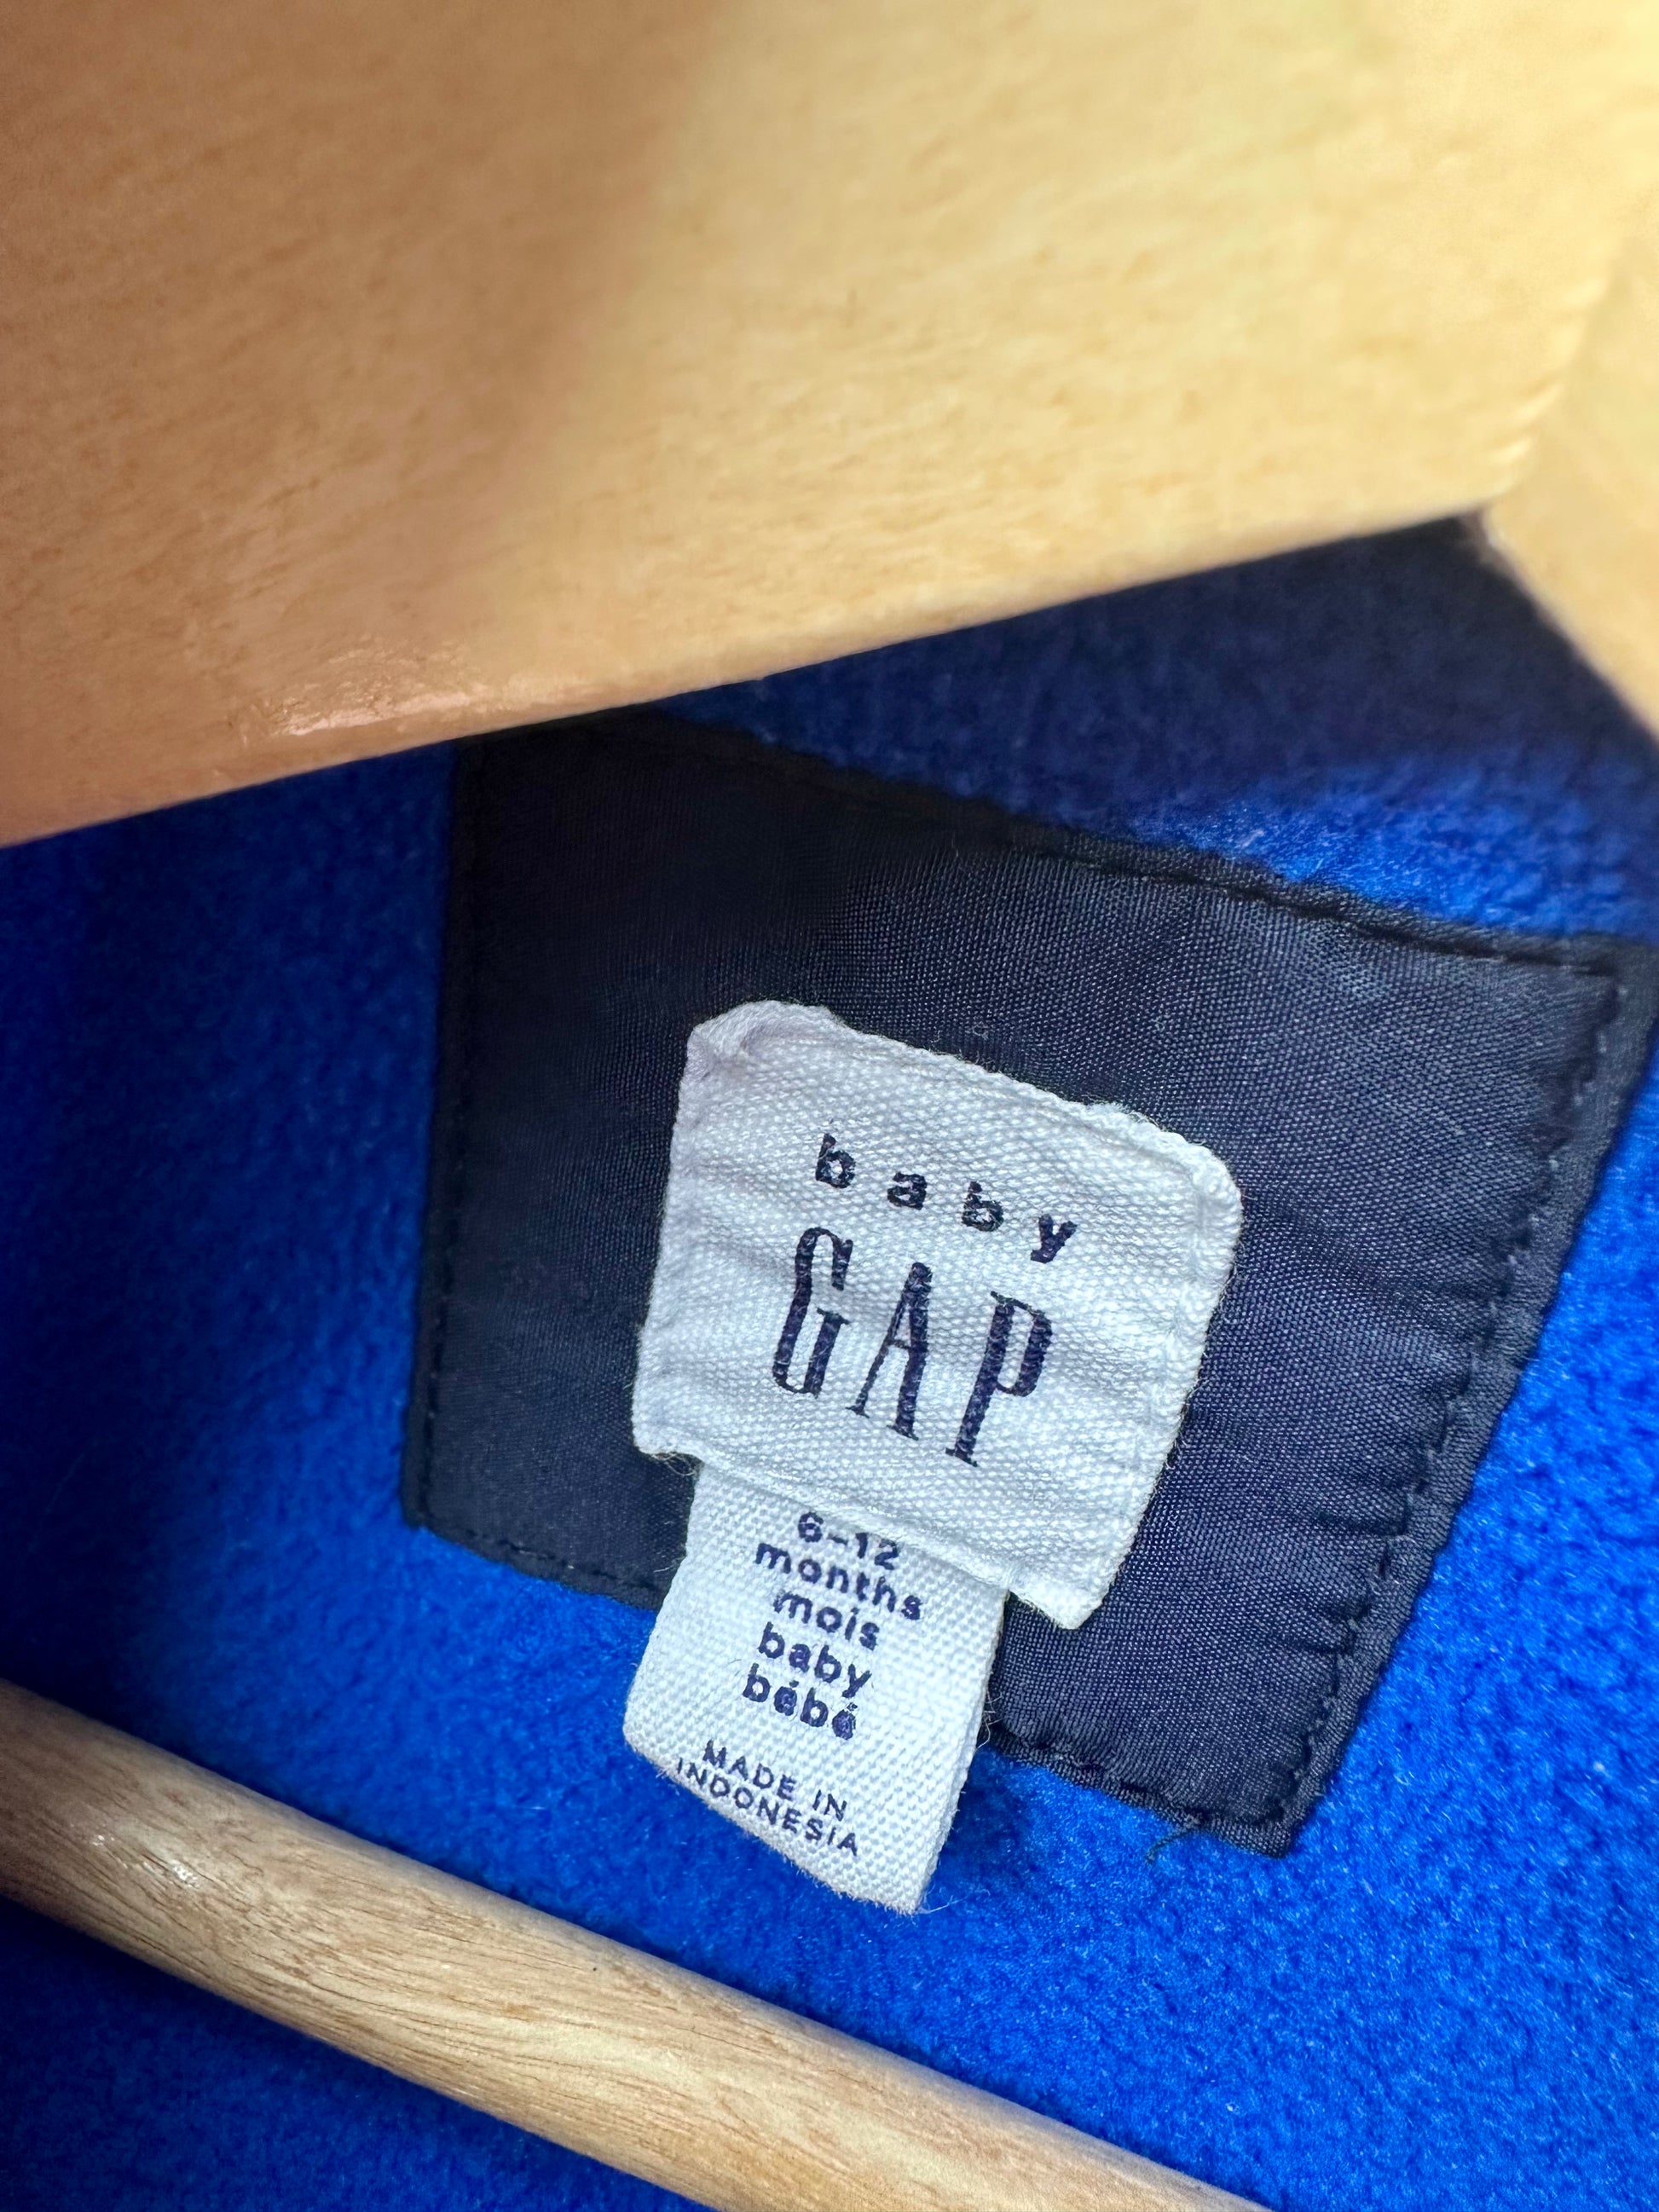 baby
GAP
6-12
months
mois
baby
bébé
MADE IN
INDONESIA